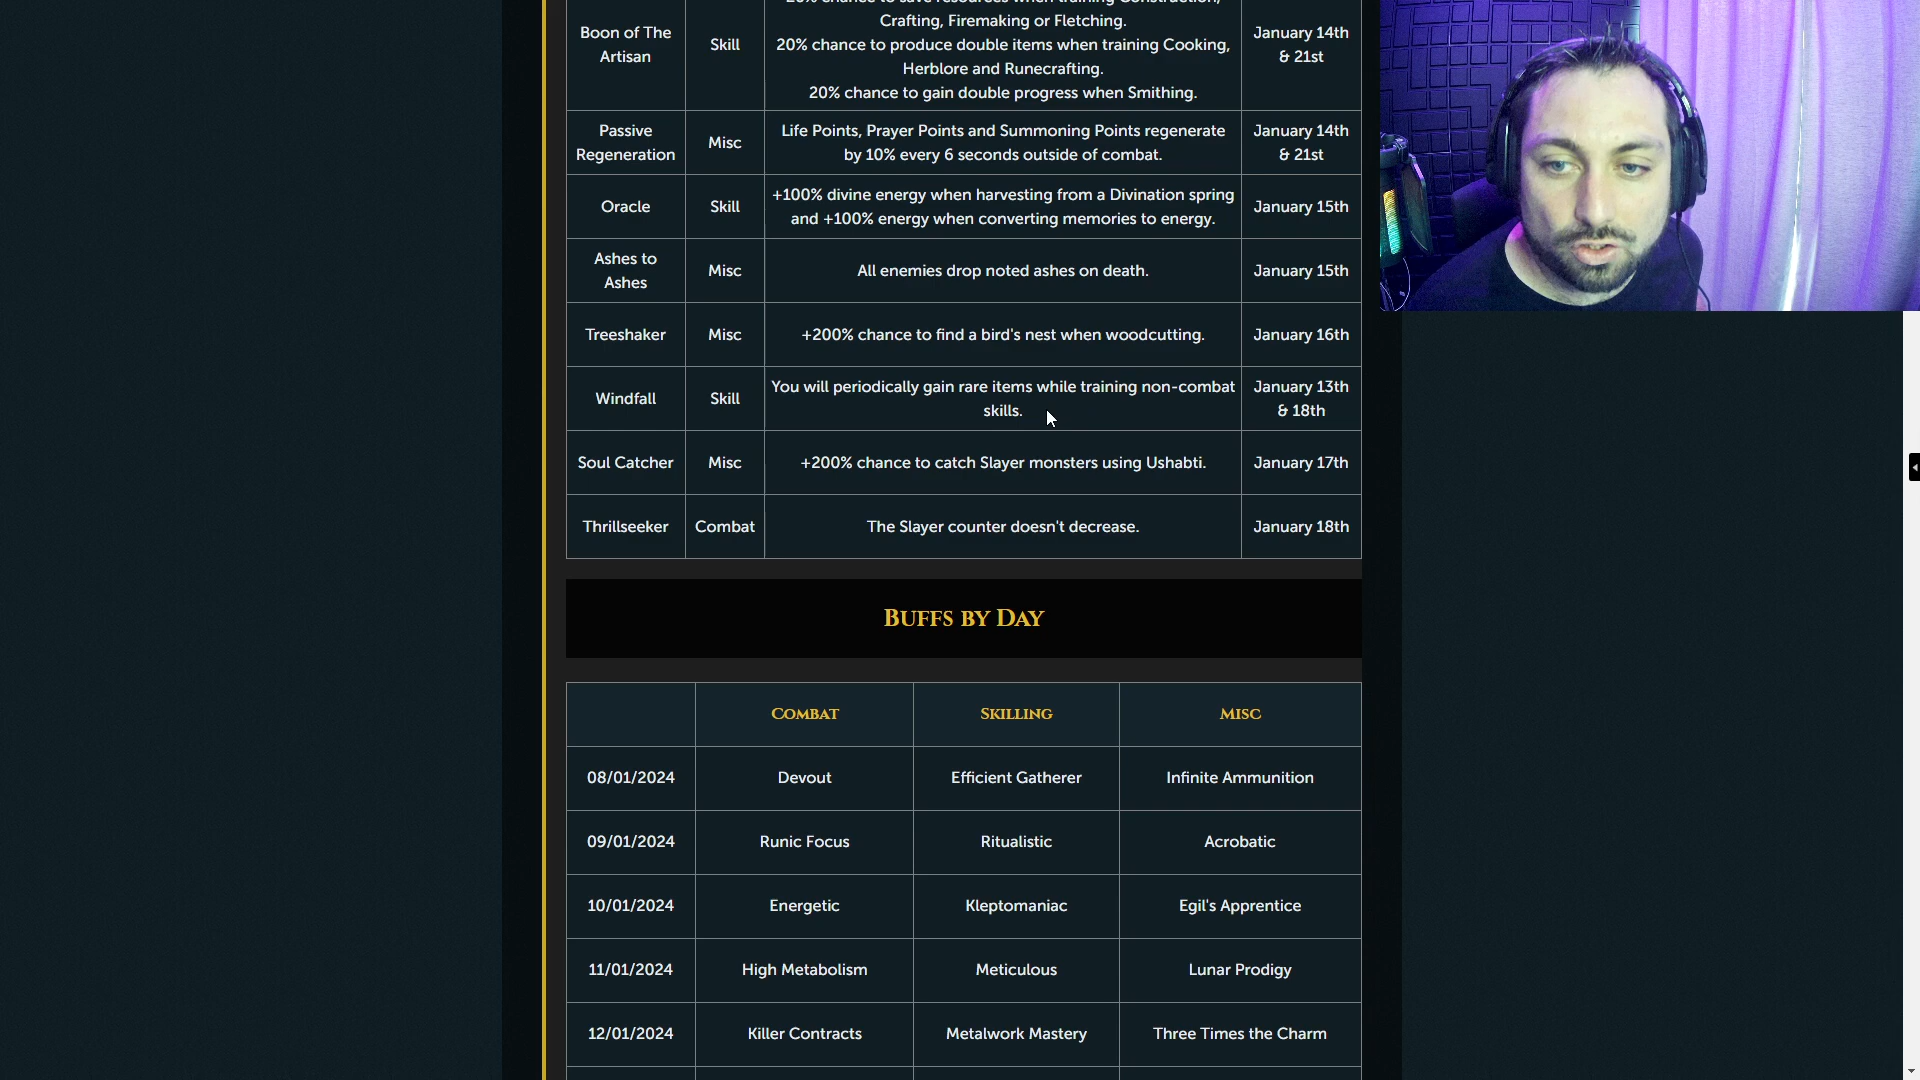 20% chance to save resources when training Construction,
Boon of The
Artisan
Skill
Crafting, Firemaking or Fletching.
20% chance to produce double items when training Cooking,
Herblore and Runecrafting.
20% chance to gain double progress when Smithing.
January 14th
& 21st
Passive
Regeneration
Misc
Life Points, Prayer Points and Summoning Points regenerate
by 10% every 6 seconds outside of combat.
January 14th
& 21st
Oracle
Skill
+100% divine energy when harvesting from a Divination spring
and +100% energy when converting memories to energy.
January 15th
Ashes to
Ashes
Misc
All enemies drop noted ashes on death.
January 15th
Treeshaker
Misc
+200% chance to find a bird's nest when woodcutting.
January 16th
Windfall
Skill
You will periodically gain rare items while training non-combat
skills.
January 13th
& 18th
Soul Catcher
Misc
+200% chance to catch Slayer monsters using Ushabti.
January 17th
Thrillseeker
Combat
The Slayer counter doesn't decrease.
January 18th
Buffs by Day
Combat
Skilling
Misc
08/01/2024
Devout
Efficient Gatherer
Infinite Ammunition
09/01/2024
Runic Focus
Ritualistic
Acrobatic
10/01/2024
Energetic
Kleptomaniac
Egil's Apprentice
11/01/2024
High Metabolism
Meticulous
Lunar Prodigy
12/01/2024
Killer Contracts
Metalwork Mastery
Three Times the Charm